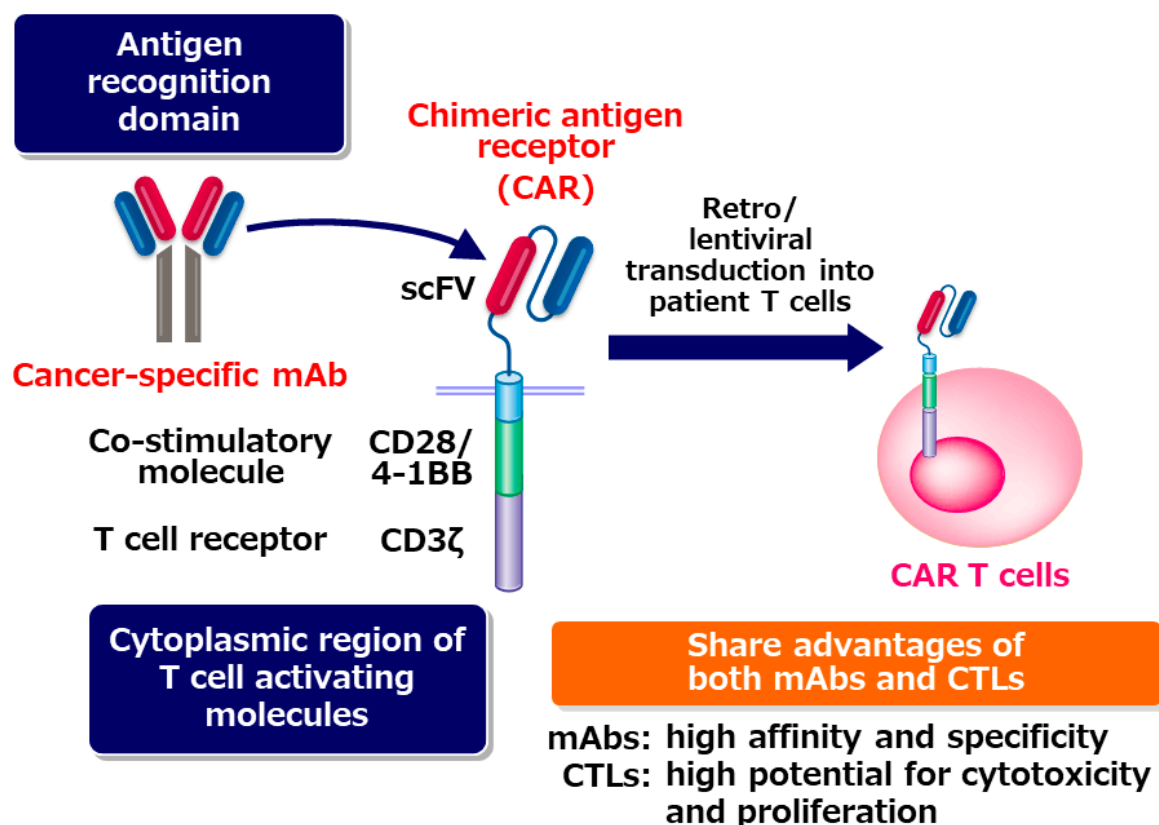 Antigen
recognition
domain
Chimeric antigen
receptor
(CAR)
Retro/
lentiviral
transduction into
patient T cells
scFV
Cancer-specific mAb
Co-stimulatory
molecule
CD28/
4-1BB
T cell receptor
CD3ζ
CAR T cells
Cytoplasmic region of
T cell activating
molecules
Share advantages of
both mAbs and CTLs
mAbs: high affinity and specificity
CTLs: high potential for cytotoxicity
and proliferation